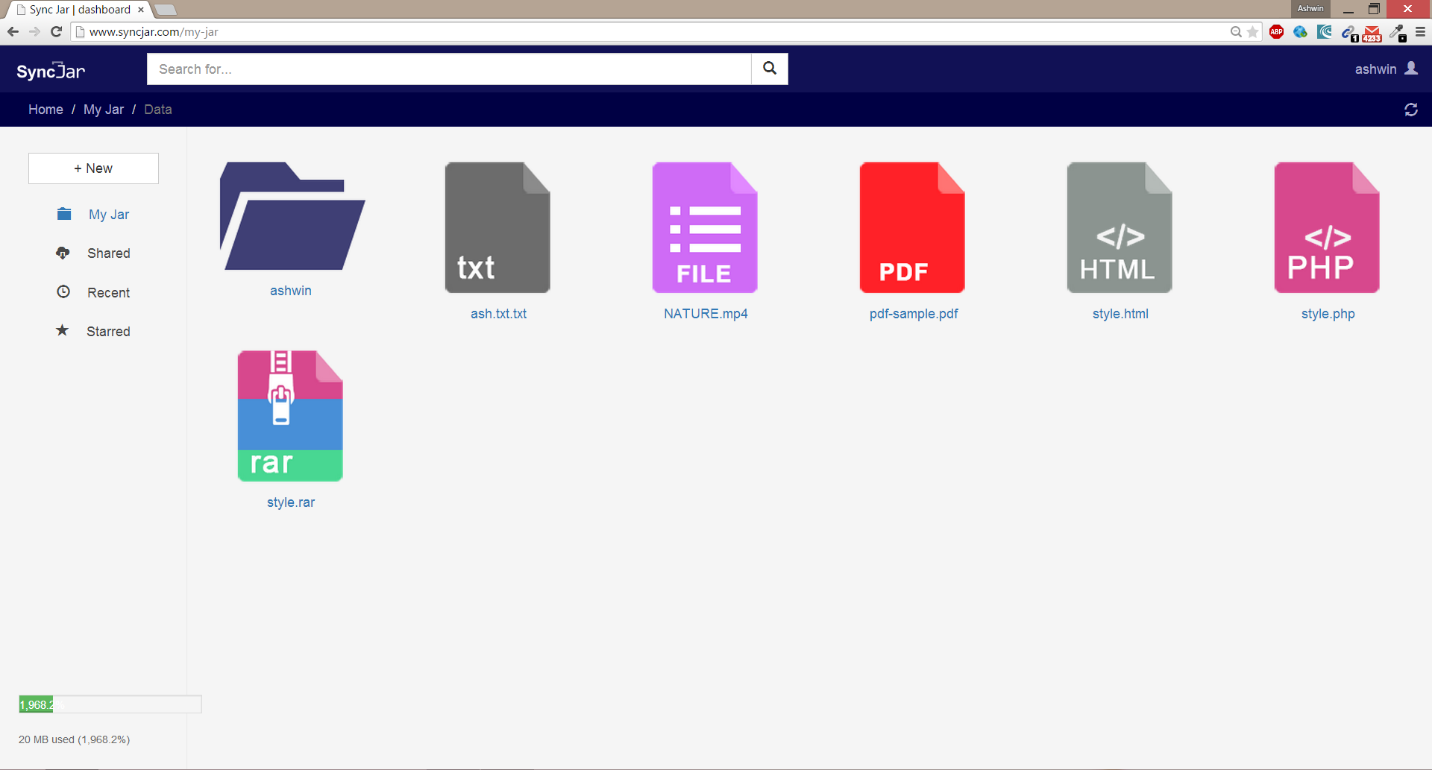 Sync Jar | dashboard
Ashwin
www.syncjar.com/my-jar
ABP
1
4233
SyncJar
Search for...
ashwin
Home / My Jar / Data
+ New
My Jar
Shared
Recent
Starred
ashwin
txt
ash.txt.txt
FILE
NATURE.mp4
PDF
pdf-sample.pdf
</>
HTML
style.html
</>
PHP
style.php
rar
style.rar
1,968.2%
20 MB used (1,968.2%)